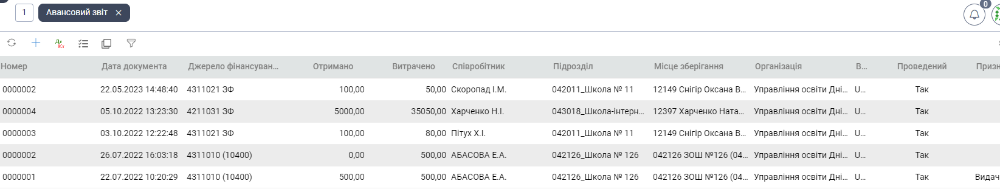 0
1 Авансовий звіт
Дт
Кт
Номер Дата документа Джерело фінансуван... Отримано Витрачено Співробітник Підрозділ Місце зберігання Організація В... Проведений Призн
0000002 22.05.2023 14:48:40 4311021 ЗФ 100,00 50,00 Скоропад І.М. 042011_Школа № 11 12149 Снігір Оксана В... Управління освіти Дні... U... Так
0000004 05.10.2022 13:23:30 4211031 ЗФ 5000,00 35050,00 Харченко Н.І. 043018_Школа-інтерн... 12397 Харченко Ната... Управління освіти Дні... U... Так
0000003 03.10.2022 12:22:48 4311021 ЗФ 100,00 80,00 Пітух Х.І. 042011_Школа № 11 12149 Снігір Оксана В... Управління освіти Дні... U... Так
0000002 26.07.2022 16:03:18 4311010 (10400) 0,00 500,00 АБАСОВА Е.А. 042126_Школа № 126 042126 ЗОШ №126 (04... Управління освіти Дні... U... Так
0000001 22.07.2022 10:20:29 4311010 (10400) 500,00 500,00 АБАСОВА Е.А. 042126_Школа № 126 042126 ЗОШ №126 (04... Управління освіти Дні... U... Так Видач